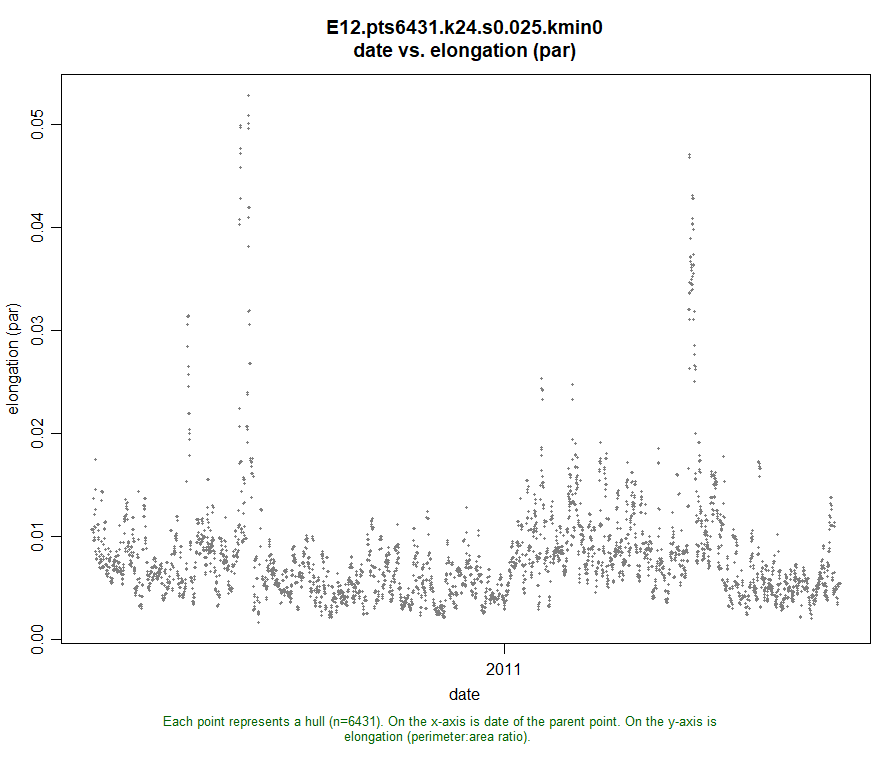 E12.pts6431.k24.s0.025.kmin0
date vs. elongation (par)
0.05
0.04
0.03
0.02
0.01
0.00
elongation (par)
2011
date
Each point represents a hull (n=6431). On the x-axis is date of the parent point. On the y-axis is
elongation (perimeter:area ratio).